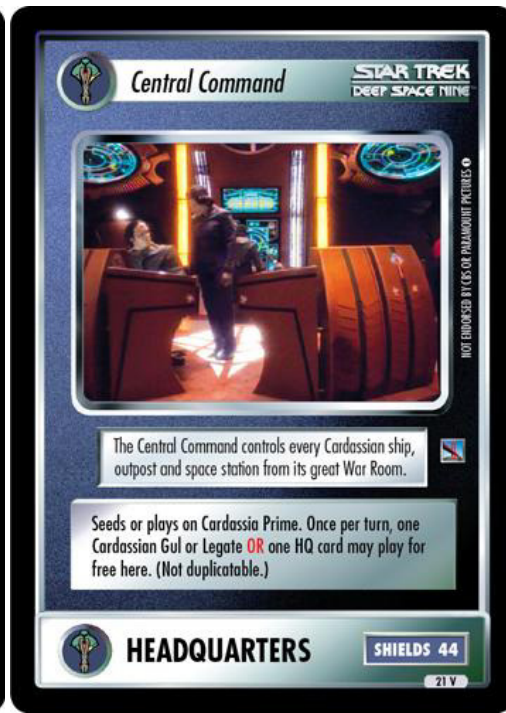 Central Command
STAR TREK
DEEP SPACE NINE
NOT ENDORSED BY CBS OR PARAMOUNT PICTURES
The Central Command controls every Cardassian ship,
outpost and space station from its great War Room.
Seeds or plays on Cardassia Prime. Once per turn, one
Cardassian Gul or Legate OR one HQ card may play for
free here. (Not duplicatable.)
HEADQUARTERS
SHIELDS 44
21 V